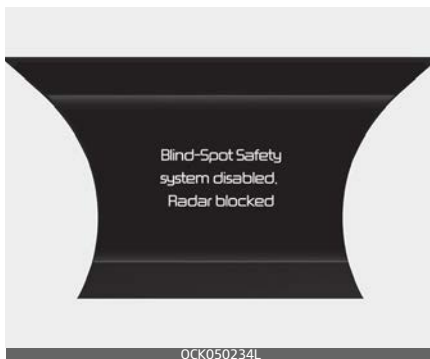 Blind-Spot Safety
system disabled,
Radar blocked
OCK050234L